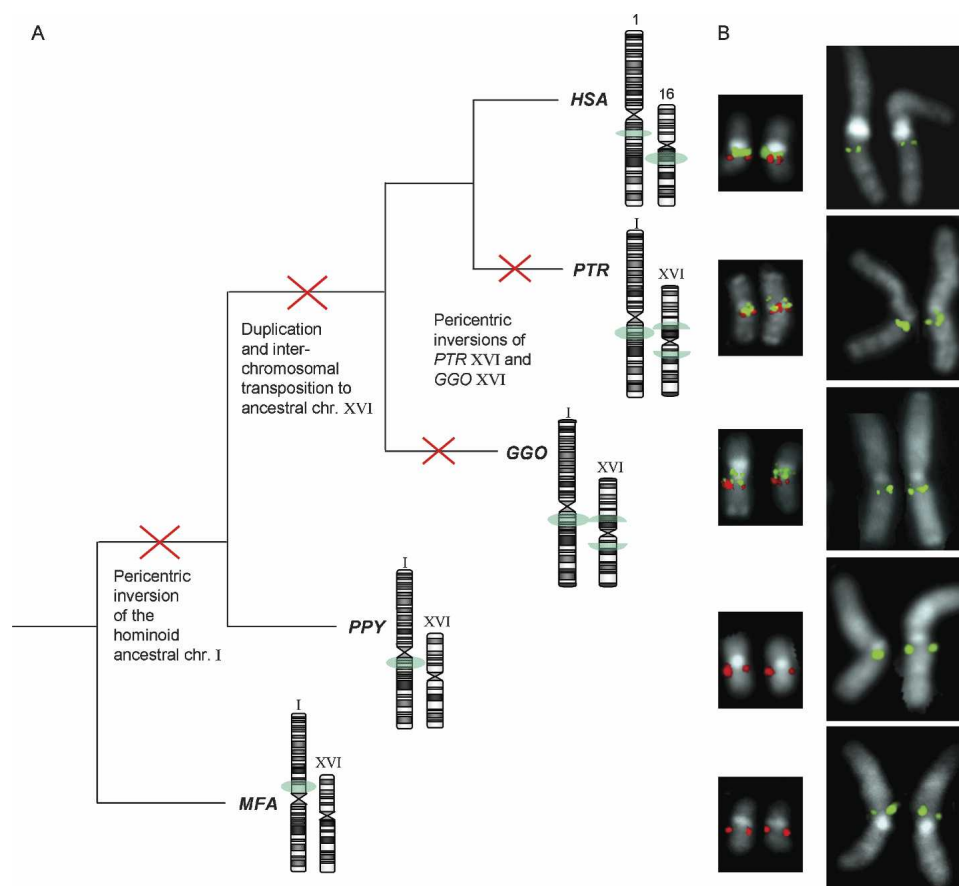 A
B
1
16
HSA
I
XVI
PTR
Duplication
and inter-
chromosomal
transposition to
ancestral chr. XVI
Pericentric
inversions of
PTR XVI and
GGO XVI
I
XVI
GGO
Pericentric
inversion
of the
hominoid
ancestral chr. I
I
XVI
PPY
I
XVI
MFA